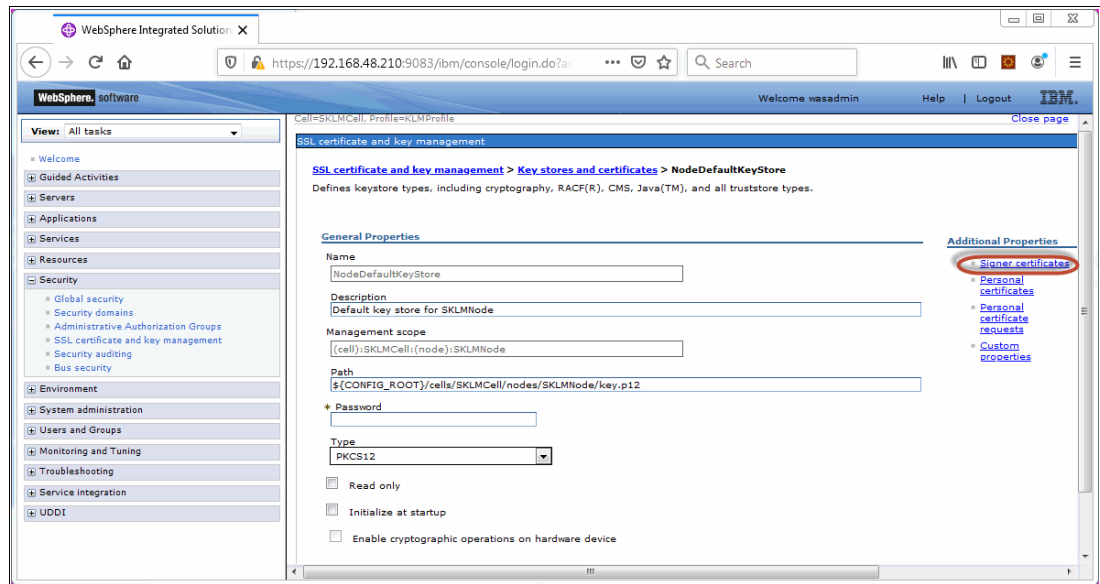 WebSphere Integrated Solution
https://192.168.48.210:9083/ibm/console/login.do?ac
Search
WebSphere. software
Welcome wasadmin
Help | Logout
IBM.
Cell=SKLMCell, Profile=KLMProfile
Close page
View: All tasks
Welcome
Guided Activities
Servers
Applications
Services
Resources
Security
Global security
Security domains
Administrative Authorization Groups
SSL certificate and key management
Security auditing
Bus security
Environment
System administration
Users and Groups
Monitoring and Tuning
Troubleshooting
Service integration
UDDI
SSL certificate and key management
SSL certificate and key management > Key stores and certificates > NodeDefaultKeyStore
Defines keystore types, including cryptography, RACF(R), CMS, Java(TM), and all truststore types.
General Properties
Name
NodeDefaultKeyStore
Description
Default key store for SKLMNode
Management scope
(cell):SKLMCell:(node):SKLMNode
Path
${CONFIG_ROOT}/cells/SKLMCell/nodes/SKLMNode/key.p12
* Password
Type
PKCS12
Read only
Initialize at startup
Enable cryptographic operations on hardware device
Additional Properties
Signer certificates
Personal
certificates
Personal
certificate
requests
Custom
properties